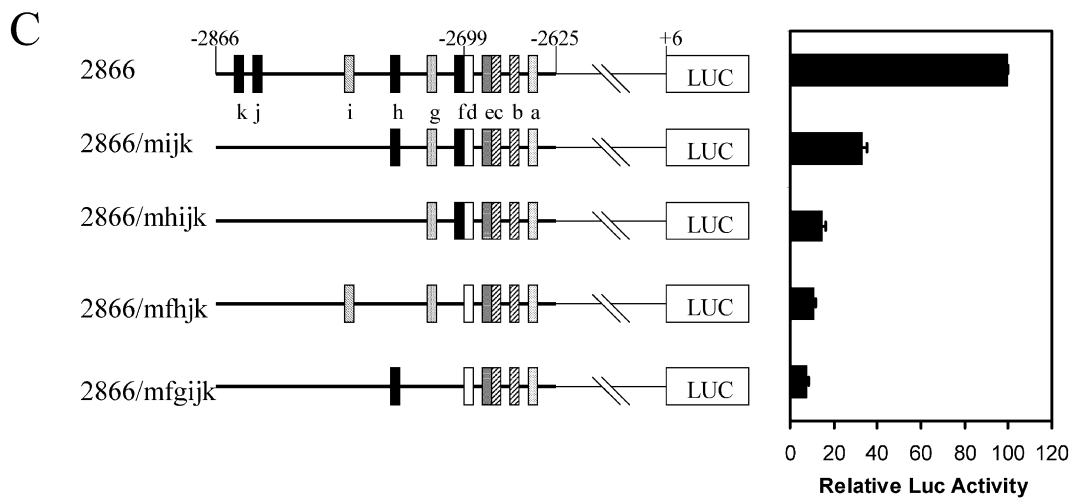 C
-2866 -2699 -2625 +6
2866 LUC
k j i h g fd ec b a
2866/mijk LUC
2866/mhijk LUC
2866/mfhjk LUC
2866/mfgijk LUC
0 20 40 60 80 100 120
Relative Luc Activity